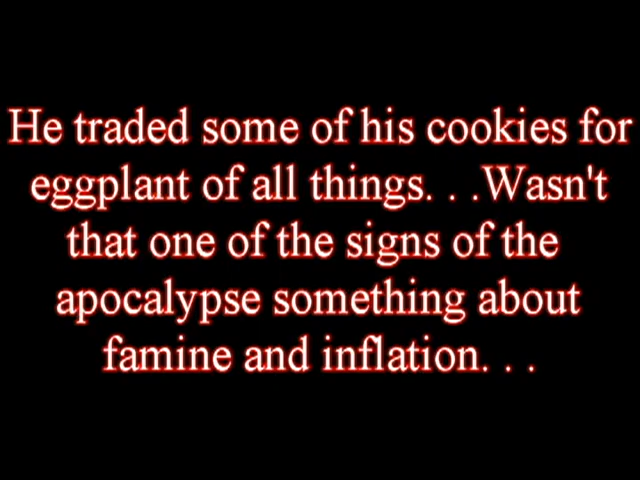 He traded some of his cookies for
eggplant of all things. . .Wasn't
that one of the signs of the
apocalypse something about
famine and inflation. . .